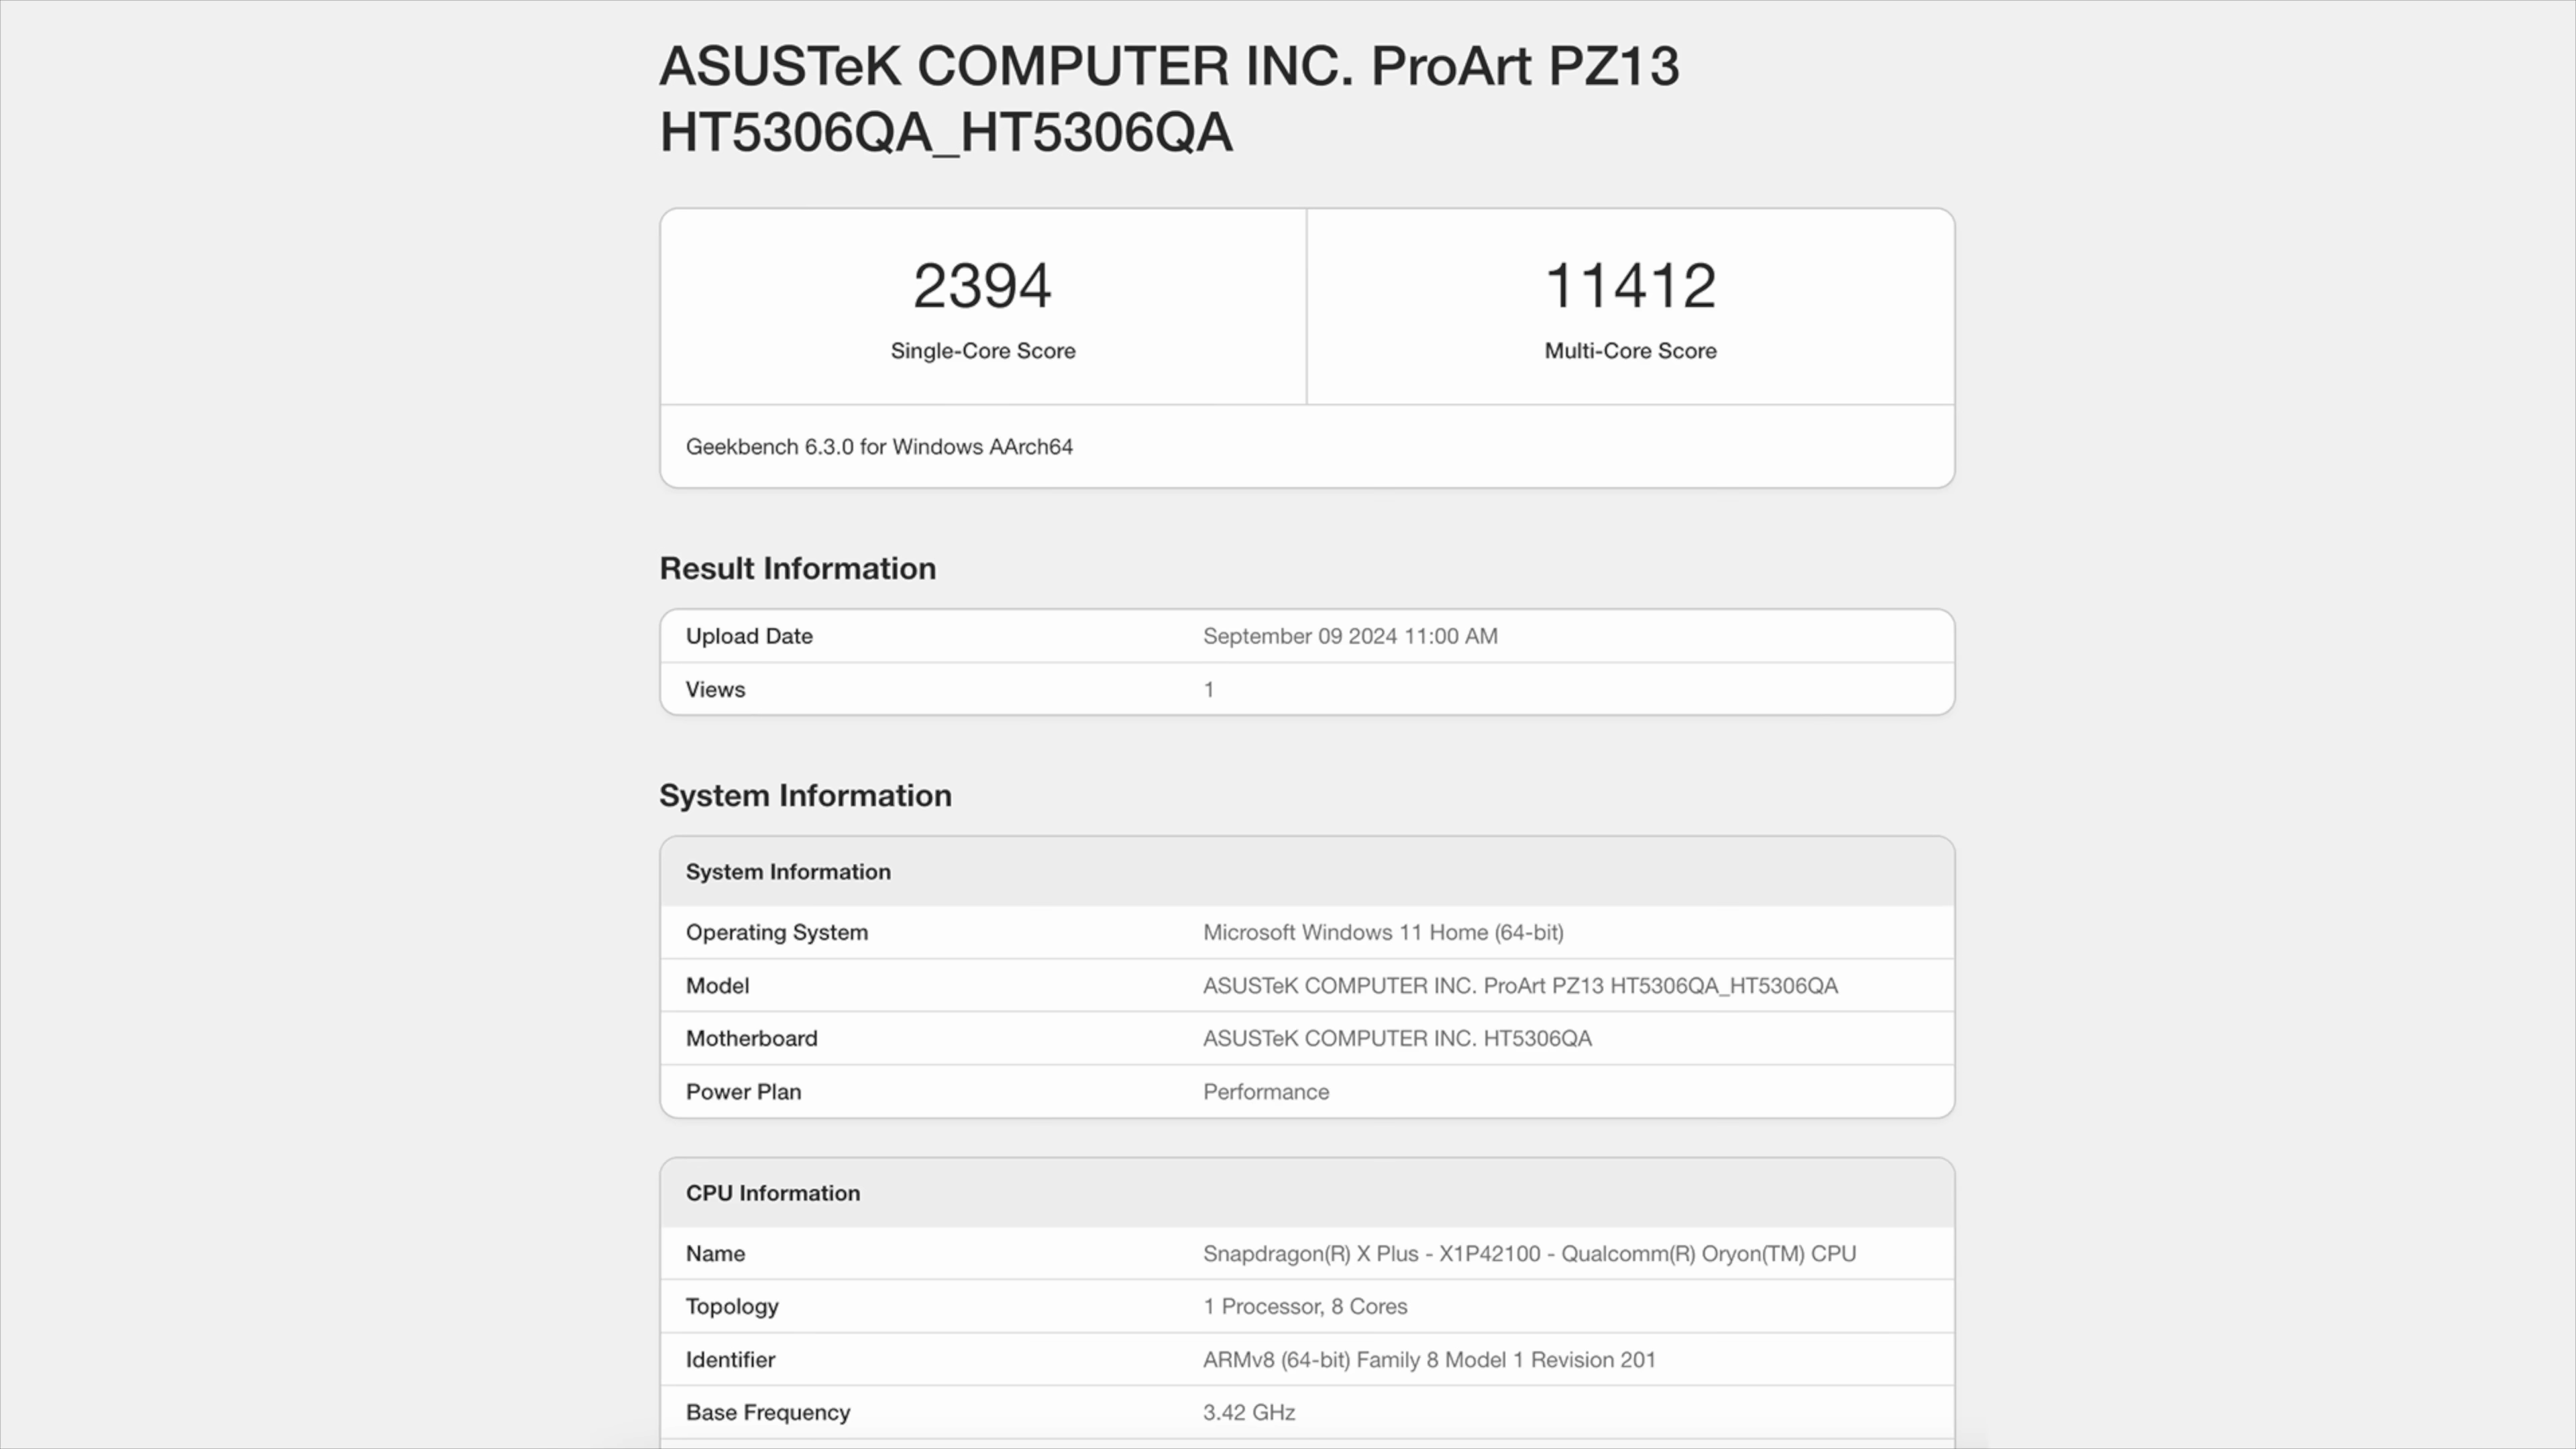 ASUSTeK COMPUTER INC. ProArt PZ13
HT5306QA_HT5306QA
2394
Single-Core Score
11412
Multi-Core Score
Geekbench 6.3.0 for Windows AArch64
Result Information
Upload Date September 09 2024 11:00 AM
Views 1
System Information
System Information
Operating System Microsoft Windows 11 Home (64-bit)
Model ASUSTeK COMPUTER INC. ProArt PZ13 HT5306QA_HT5306QA
Motherboard ASUSTeK COMPUTER INC. HT5306QA
Power Plan Performance
CPU Information
Name Snapdragon(R) X Plus - X1P42100 - Qualcomm(R) Oryon(TM) CPU
Topology 1 Processor, 8 Cores
Identifier ARMv8 (64-bit) Family 8 Model 1 Revision 201
Base Frequency 3.42 GHz